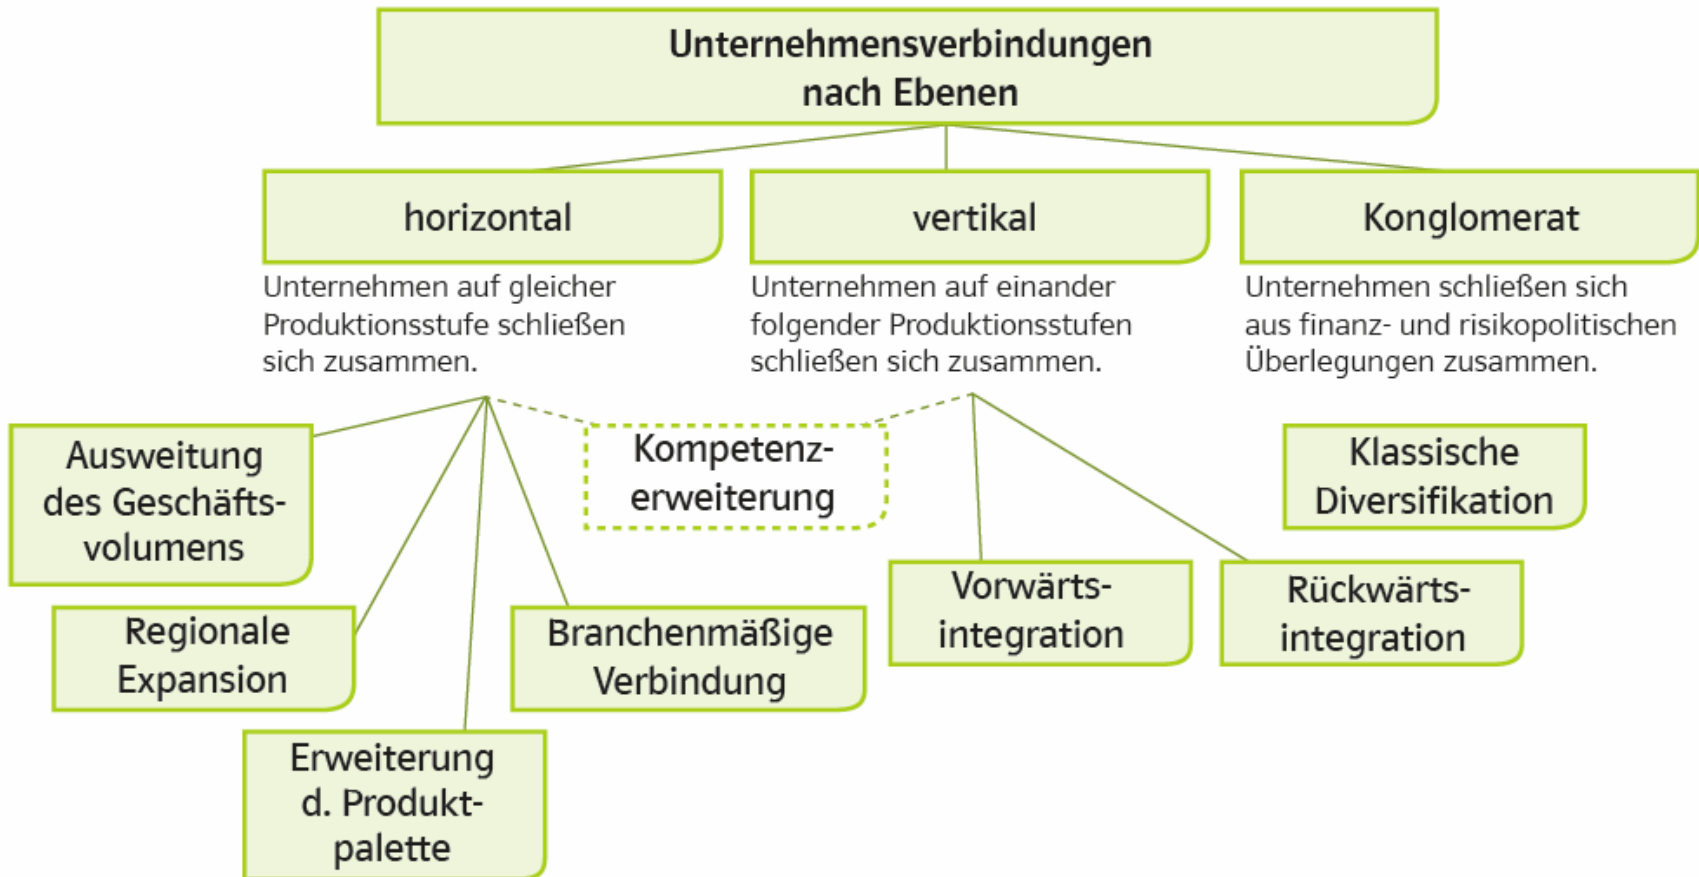 Unternehmensverbindungen
nach Ebenen
horizontal
Unternehmen auf gleicher
Produktionsstufe schließen
sich zusammen.
vertikal
Unternehmen auf einander
folgender Produktionsstufen
schließen sich zusammen.
Konglomerat
Unternehmen schließen sich
aus finanz- und risikopolitischen
Überlegungen zusammen.
Ausweitung
des Geschäfts-
volumens
Kompetenz-
erweiterung
Klassische
Diversifikation
Regionale
Expansion
Branchenmäßige
Verbindung
Vorwärts-
integration
Rückwärts-
integration
Erweiterung
d. Produkt-
palette